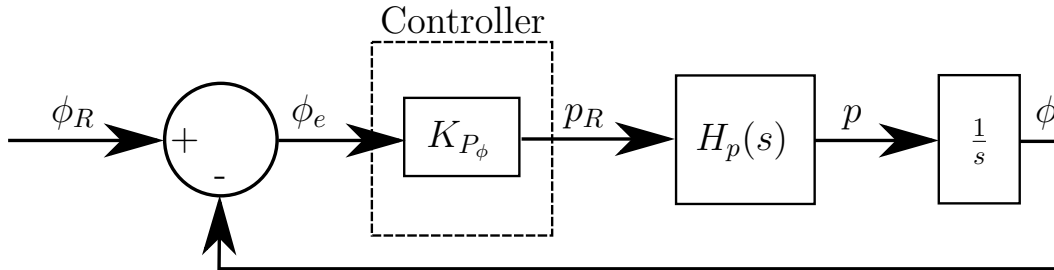 Controller
ϕ_R
+
-
ϕ_e
K_{P_ϕ}
p_R
H_p(s)
p
1/s
ϕ